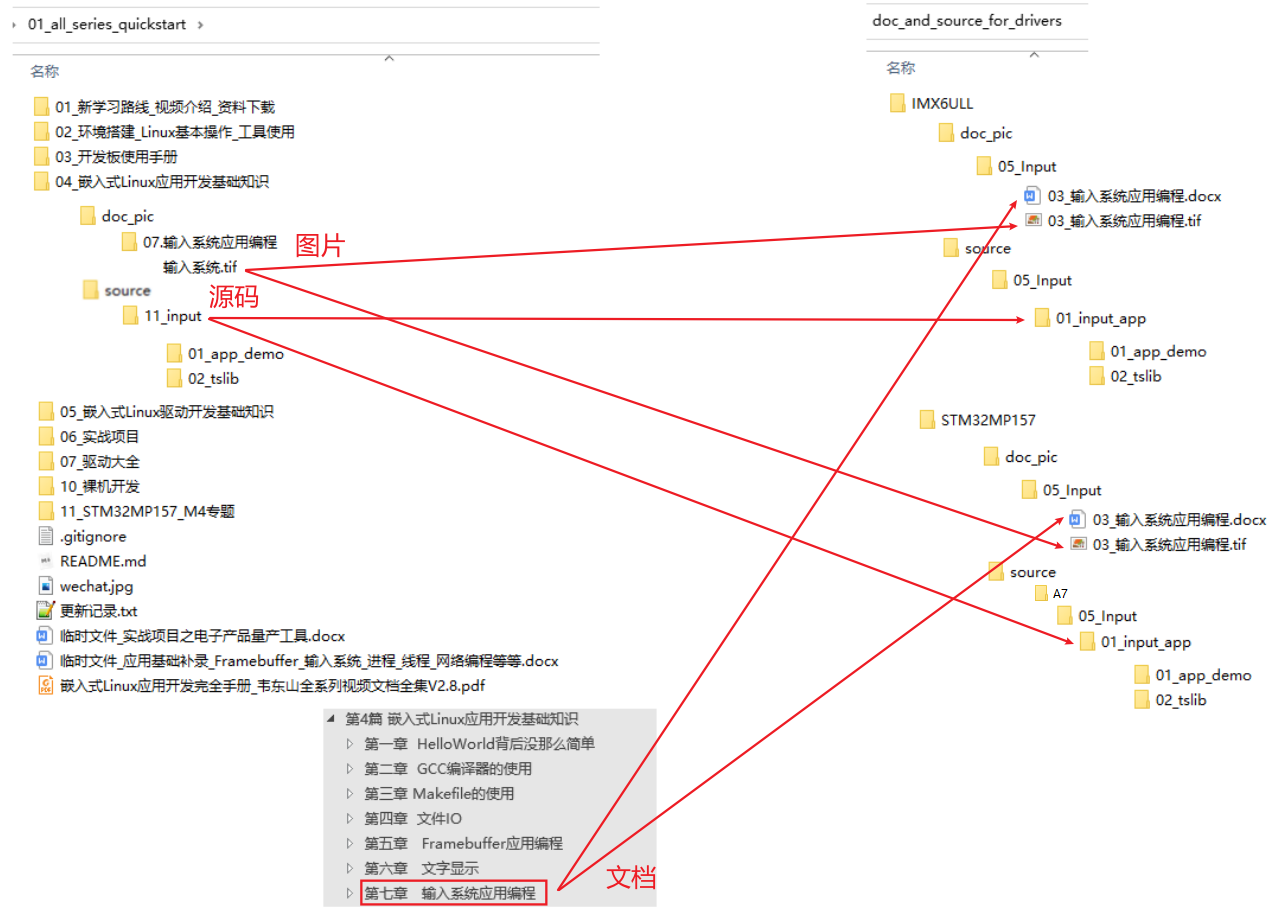 01_all_series_quickstart
名称
01_新学习路线_视频介绍_资料下载
02_环境搭建_Linux基本操作_工具使用
03_开发板使用手册
04_嵌入式Linux应用开发基础知识
doc_pic
07.输入系统应用编程
图片
输入系统.tif
source
源码
11_input
01_app_demo
02_tslib
05_嵌入式Linux驱动开发基础知识
06_实战项目
07_驱动大全
10_裸机开发
11_STM32MP157_M4专题
.gitignore
README.md
wechat.jpg
更新记录.txt
临时文件_实战项目之电子产品量产工具.docx
临时文件_应用基础补录_Framebuffer_输入系统_进程_线程_网络编程等等.docx
嵌入式Linux应用开发完全手册_韦东山全系列视频文档全集V2.8.pdf
第4篇 嵌入式Linux应用开发基础知识
第一章 HelloWorld背后没那么简单
第二章 GCC编译器的使用
第三章 Makefile的使用
第四章 文件IO
第五章 Framebuffer应用编程
第六章 文字显示
第七章 输入系统应用编程
文档
doc_and_source_for_drivers
名称
IMX6ULL
doc_pic
05_Input
03_输入系统应用编程.docx
03_输入系统应用编程.tif
source
05_Input
01_input_app
01_app_demo
02_tslib
STM32MP157
doc_pic
05_Input
03_输入系统应用编程.docx
03_输入系统应用编程.tif
source
A7
05_Input
01_input_app
01_app_demo
02_tslib